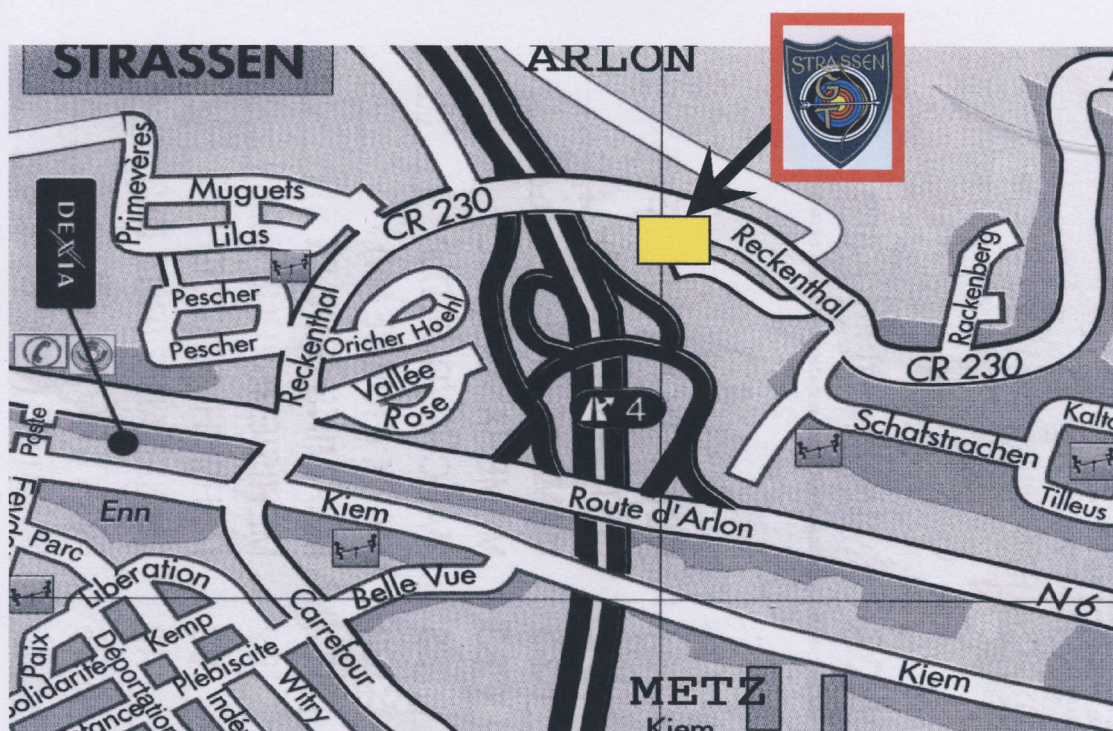 STRASSEN
ARLON
STRASSEN
GT
Primevères
Muguets
CR 230
Lilas
DEXIA
Reckenthal
Rackenberg
Pescher
Oricher Hoehl
Pescher
Reckenthal
CR 230
Vallée
Rose
4
Poste
Schafstrachen
Tilleus
Enn
Kiem
Route d'Arlon
Parc
Libération
Belle Vue
N 6
Carrefour
Kemp
Paix
Plébiscite
Solidarité
Déportation
Witry
Kiem
METZ
Kiem